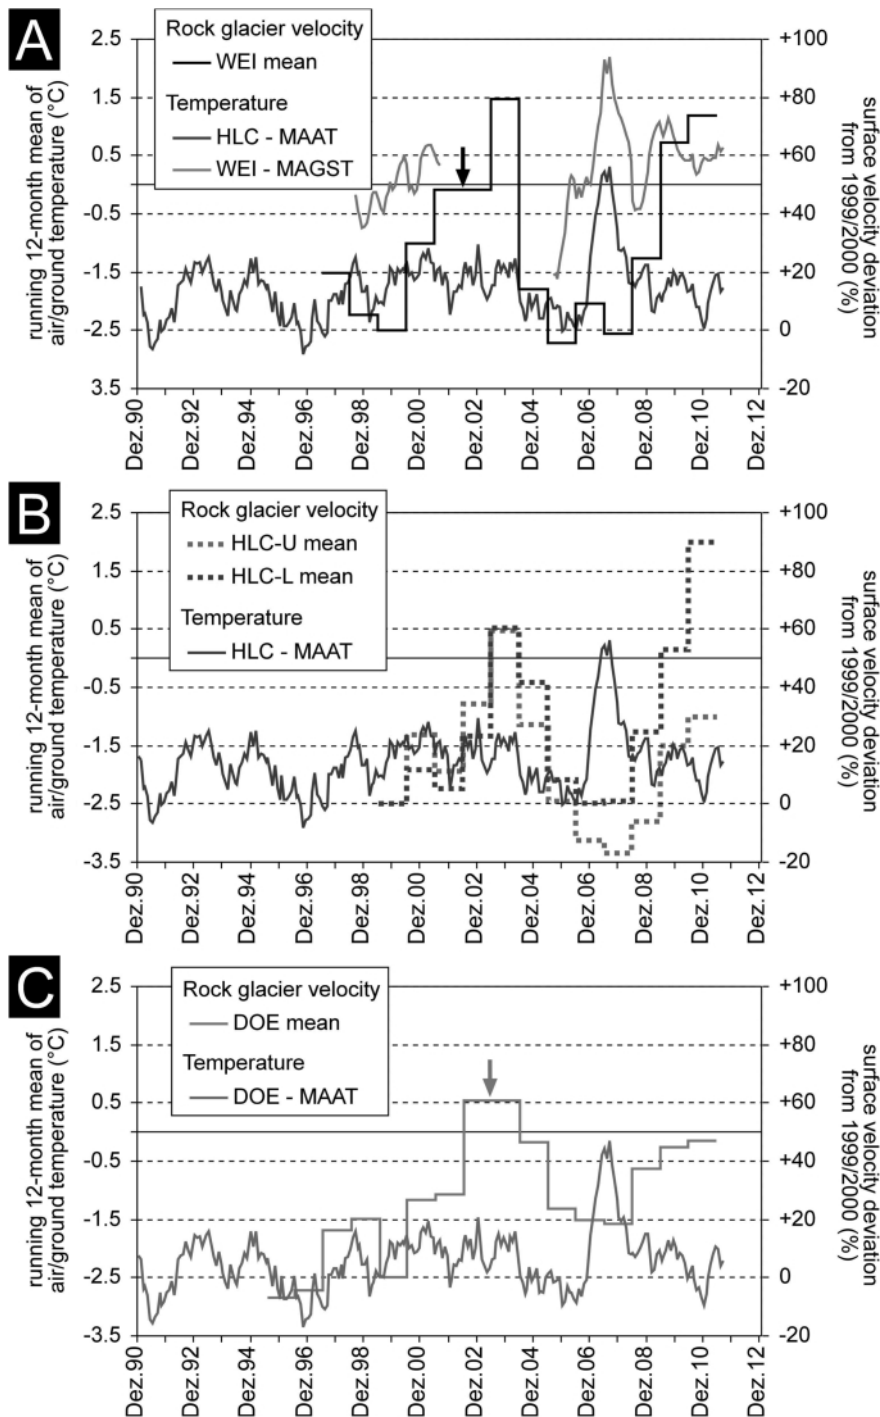 A
Rock glacier velocity
WEI mean
Temperature
HLC - MAAT
WEI - MAGST
2.5
1.5
0.5
-0.5
-1.5
-2.5
3.5
running 12-month mean of
air/ground temperature (°C)
+100
+80
+60
+40
+20
0
-20
surface velocity deviation
from 1999/2000 (%)
Dez.90
Dez.92
Dez.94
Dez.96
Dez.98
Dez.00
Dez.02
Dez.04
Dez.06
Dez.08
Dez.10
Dez.12
B
Rock glacier velocity
HLC-U mean
HLC-L mean
Temperature
HLC - MAAT
2.5
1.5
0.5
-0.5
-1.5
-2.5
-3.5
running 12-month mean of
air/ground temperature (°C)
+100
+80
+60
+40
+20
0
-20
surface velocity deviation
from 1999/2000 (%)
Dez.90
Dez.92
Dez.94
Dez.96
Dez.98
Dez.00
Dez.02
Dez.04
Dez.06
Dez.08
Dez.10
Dez.12
C
Rock glacier velocity
DOE mean
Temperature
DOE - MAAT
2.5
1.5
0.5
-0.5
-1.5
-2.5
-3.5
running 12-month mean of
air/ground temperature (°C)
+100
+80
+60
+40
+20
0
-20
surface velocity deviation
from 1999/2000 (%)
Dez.90
Dez.92
Dez.94
Dez.96
Dez.98
Dez.00
Dez.02
Dez.04
Dez.06
Dez.08
Dez.10
Dez.12